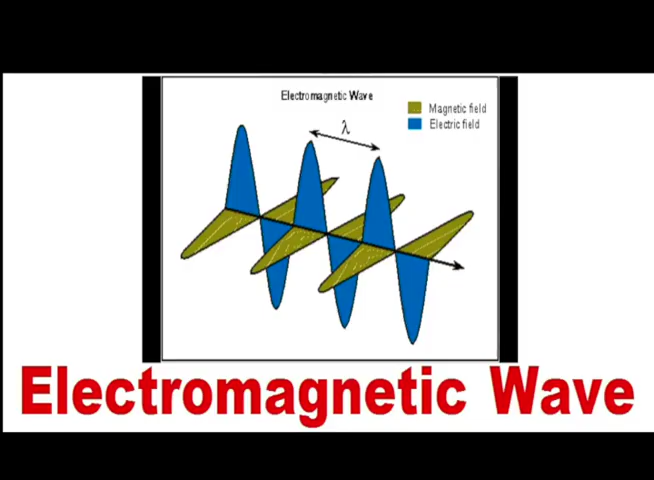 Electromagnetic Wave
Magnetic field
Electric field
λ
Electromagnetic Wave